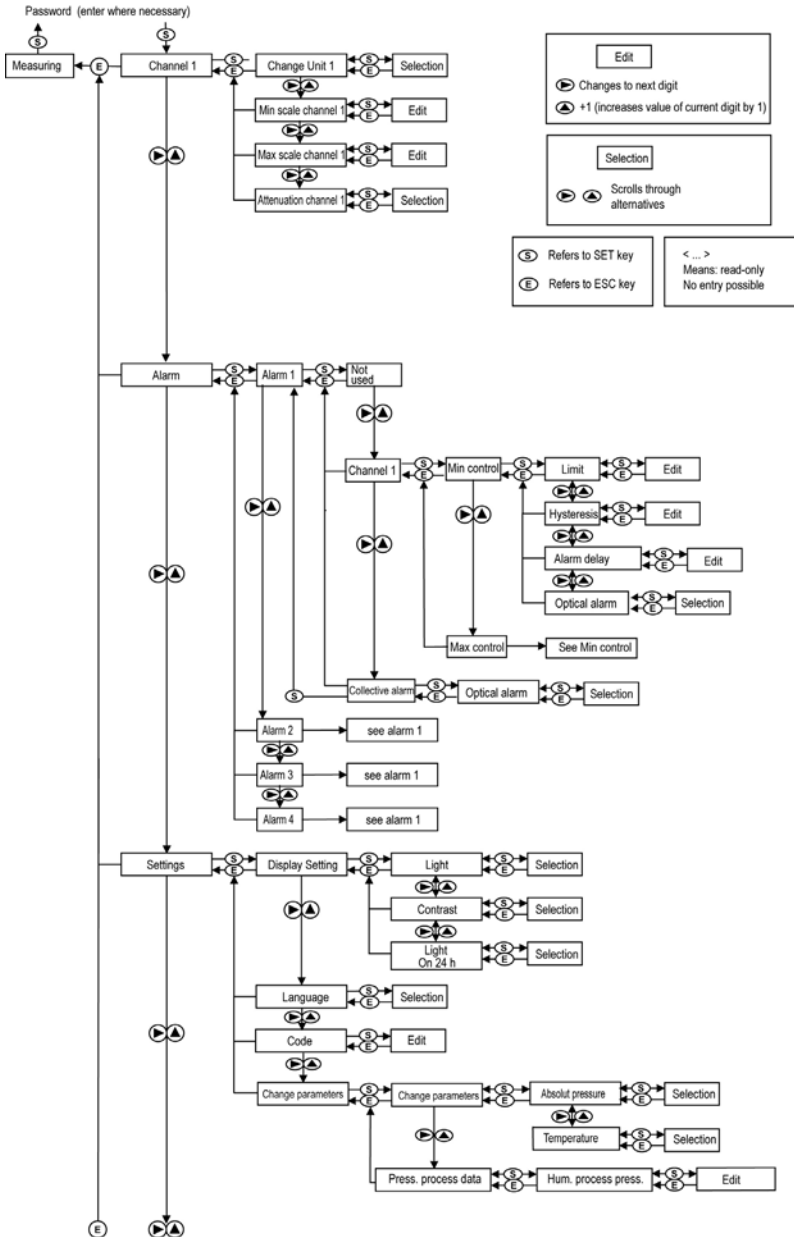 Password (enter where necessary)
S
S
Measuring
E
Channel 1
S
E
Change Unit 1
S
E
Selection
Min scale channel 1
S
E
Edit
Max scale channel 1
S
E
Edit
Attenuation channel 1
S
E
Selection
Edit
Changes to next digit
+1 (increases value of current digit by 1)
Selection
Scrolls through
alternatives
S Refers to SET key
E Refers to ESC key
< ... >
Means: read-only
No entry possible
Alarm
S
E
Alarm 1
S
E
Not
used
Channel 1
S
E
Min control
S
E
Limit
S
E
Edit
Hysteresis
S
E
Edit
Alarm delay
S
E
Edit
Optical alarm
S
E
Selection
Max control
See Min control
S
Collective alarm
S
E
Optical alarm
S
E
Selection
Alarm 2
see alarm 1
Alarm 3
see alarm 1
Alarm 4
see alarm 1
Settings
S
E
Display Setting
S
E
Light
S
E
Selection
Contrast
S
E
Selection
Light
On 24 h
S
E
Selection
Language
S
E
Selection
Code
S
E
Edit
Change parameters
S
E
Change parameters
S
E
Absolut pressure
S
E
Selection
Temperature
S
E
Selection
Press. process data
S
E
Hum. process press.
S
E
Edit
E